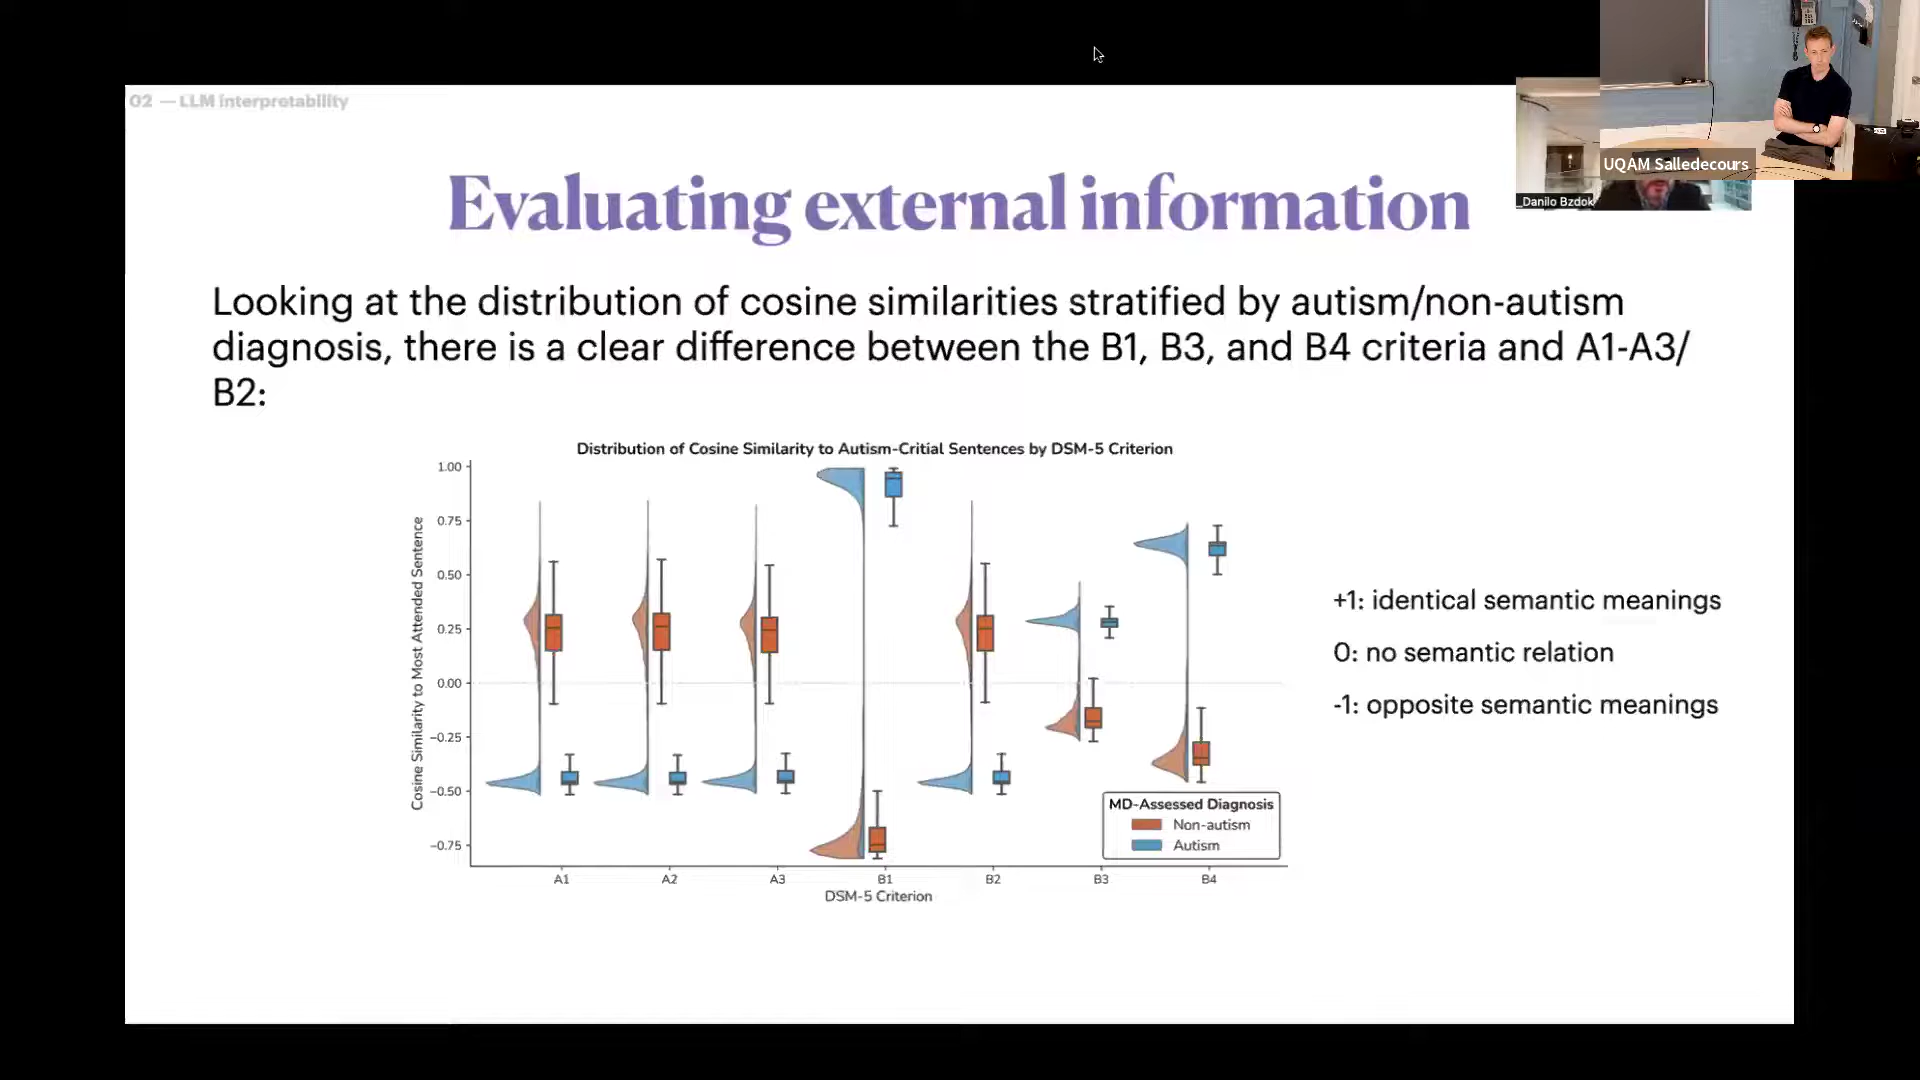 02 — LLM interpretability
UQAM Salledecours
_Danilo Bzdok
Evaluating external information
Looking at the distribution of cosine similarities stratified by autism/non-autism
diagnosis, there is a clear difference between the B1, B3, and B4 criteria and A1-A3/
B2:
Distribution of Cosine Similarity to Autism-Critial Sentences by DSM-5 Criterion
Cosine Similarity to Most Attended Sentence
1.00
0.75
0.50
0.25
0.00
−0.25
−0.50
−0.75
A1 A2 A3 B1 B2 B3 B4
DSM-5 Criterion
MD-Assessed Diagnosis
Non-autism
Autism
+1: identical semantic meanings
0: no semantic relation
-1: opposite semantic meanings